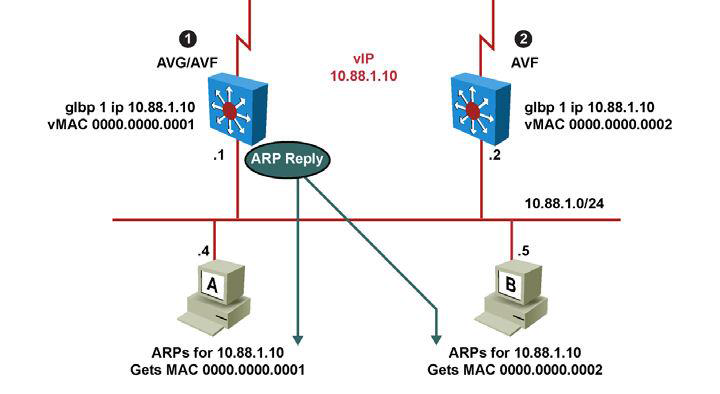 1
AVG/AVF
glbp 1 ip 10.88.1.10
vMAC 0000.0000.0001
.1
vIP
10.88.1.10
2
AVF
glbp 1 ip 10.88.1.10
vMAC 0000.0000.0002
.2
ARP Reply
10.88.1.0/24
.4
A
.5
B
ARPs for 10.88.1.10
Gets MAC 0000.0000.0001
ARPs for 10.88.1.10
Gets MAC 0000.0000.0002